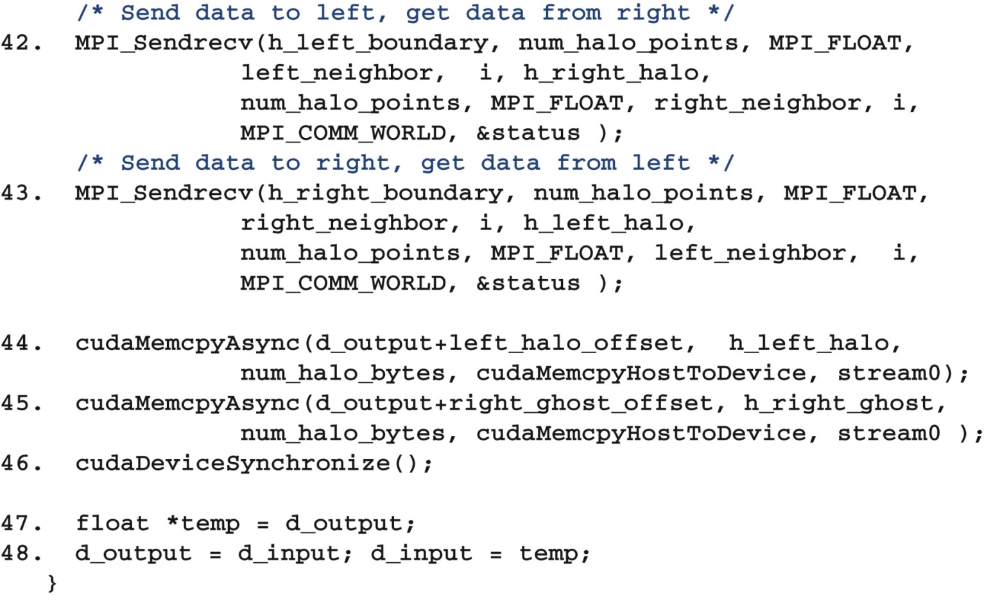 /* Send data to left, get data from right */
42. MPI_Sendrecv(h_left_boundary, num_halo_points, MPI_FLOAT,
left_neighbor, i, h_right_halo,
num_halo_points, MPI_FLOAT, right_neighbor, i,
MPI_COMM_WORLD, &status );
/* Send data to right, get data from left */
43. MPI_Sendrecv(h_right_boundary, num_halo_points, MPI_FLOAT,
right_neighbor, i, h_left_halo,
num_halo_points, MPI_FLOAT, left_neighbor, i,
MPI_COMM_WORLD, &status );
44. cudaMemcpyAsync(d_output+left_halo_offset, h_left_halo,
num_halo_bytes, cudaMemcpyHostToDevice, stream0);
45. cudaMemcpyAsync(d_output+right_ghost_offset, h_right_ghost,
num_halo_bytes, cudaMemcpyHostToDevice, stream0 );
46. cudaDeviceSynchronize();
47. float *temp = d_output;
48. d_output = d_input; d_input = temp;
}